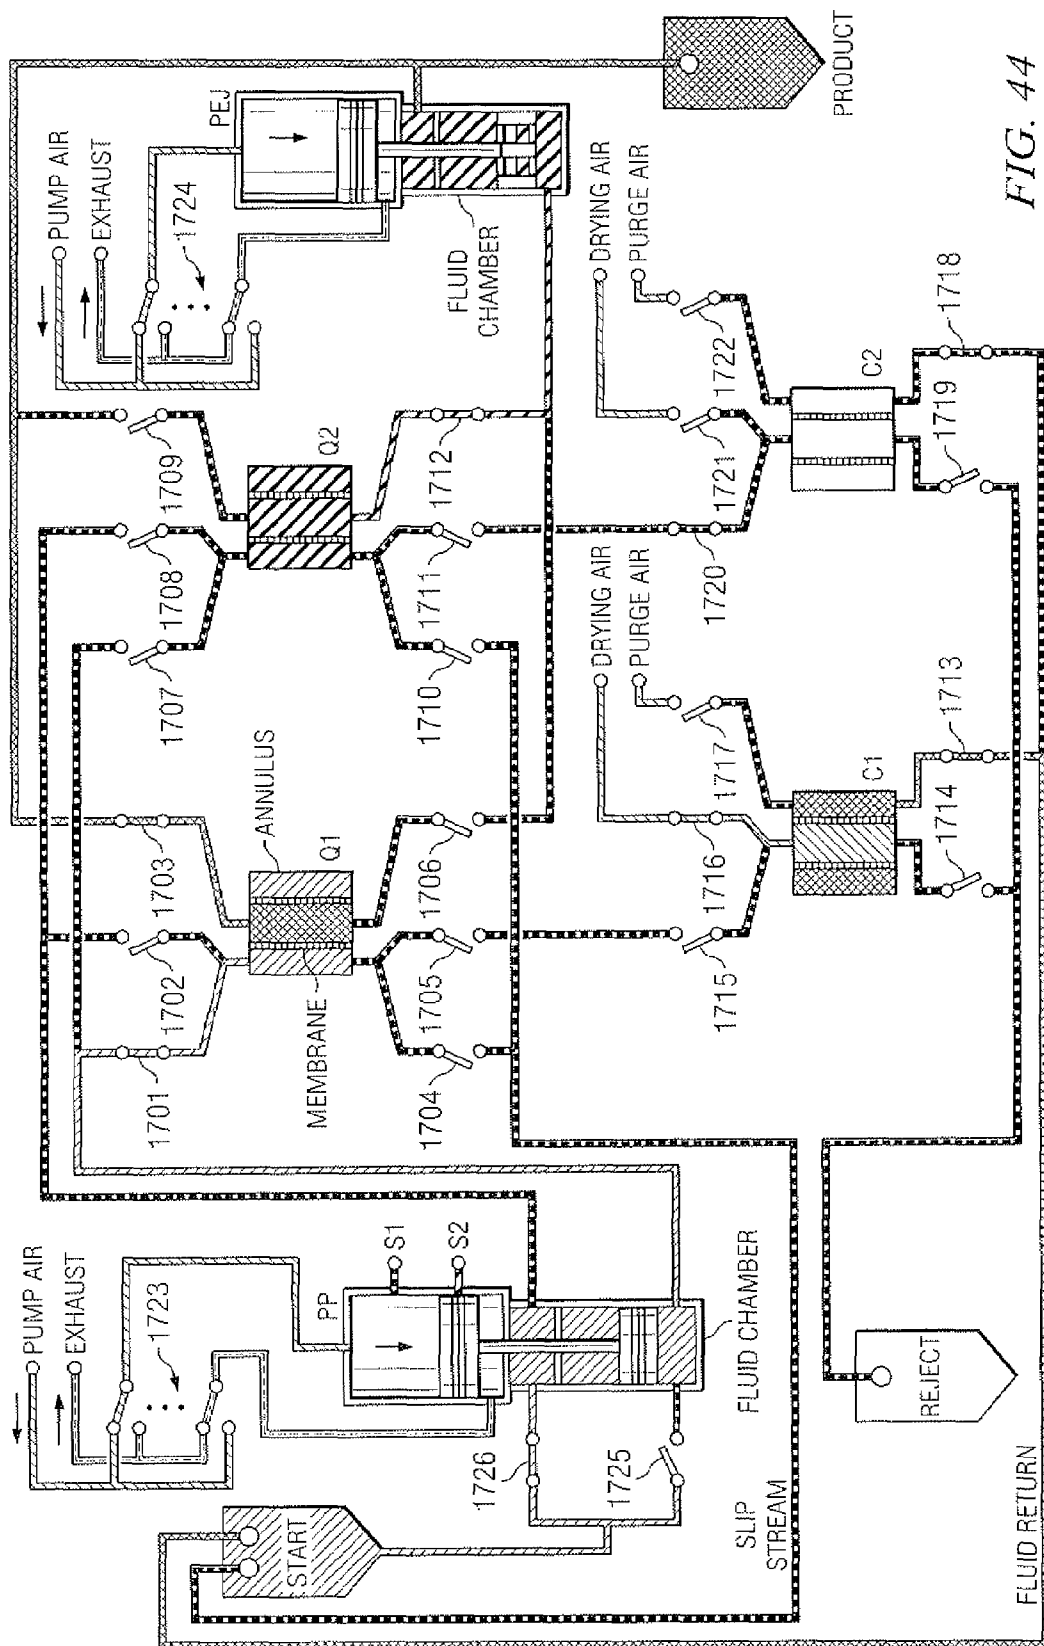 PUMP AIR
EXHAUST
1723
START
PP
S1
S2
1726
1725
FLUID CHAMBER
SLIP
STREAM
REJECT
FLUID RETURN
1701
1702
1703
MEMBRANE
ANNULUS
Q1
1704
1705
1706
1707
1708
1709
Q2
1710
1711
1712
PUMP AIR
EXHAUST
1724
PEJ
FLUID
CHAMBER
PRODUCT
DRYING AIR
PURGE AIR
1715
1716
1717
C1
1714
1713
DRYING AIR
PURGE AIR
1720
1721
1722
C2
1719
1718
FIG. 44